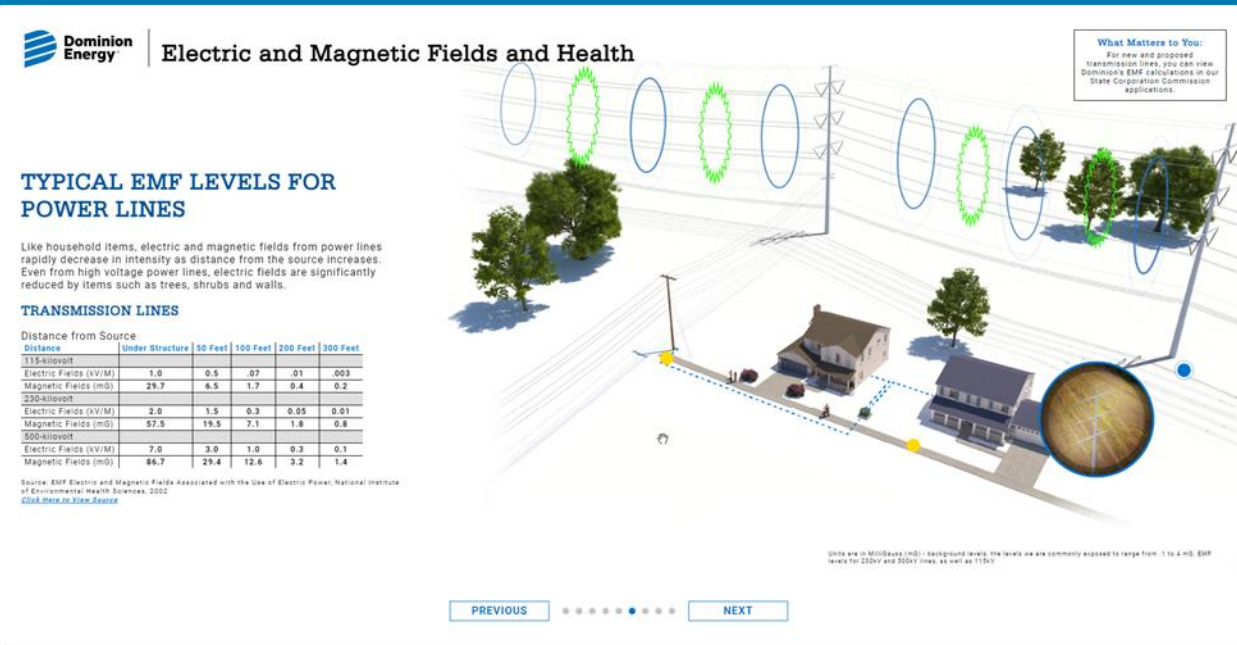 Dominion
Energy
Electric and Magnetic Fields and Health
What Matters to You:
For new and proposed
transmission lines, you can view
Dominion's EMF calculations in our
State Corporation Commission
applications.
TYPICAL EMF LEVELS FOR
POWER LINES
Like household items, electric and magnetic fields from power lines
rapidly decrease in intensity as distance from the source increases.
Even from high voltage power lines, electric fields are significantly
reduced by items such as trees, shrubs and walls.
TRANSMISSION LINES
Distance from Source
Distance Under Structure 50 Feet 100 Feet 200 Feet 300 Feet
115-kilovolt
Electric Fields (kV/M) 1.0 0.5 .07 .01 .003
Magnetic Fields (mG) 29.7 6.5 1.7 0.4 0.2
230-kilovolt
Electric Fields (kV/M) 2.0 1.5 0.3 0.05 0.01
Magnetic Fields (mG) 57.5 19.5 7.1 1.8 0.8
500-kilovolt
Electric Fields (kV/M) 7.0 3.0 1.0 0.3 0.1
Magnetic Fields (mG) 86.7 29.4 12.6 3.2 1.4
Source: EMF Electric and Magnetic Fields Associated with the Use of Electric Power, National Institute
of Environmental Health Sciences, 2002
Click Here to View Source
Units are in MilliGauss (mG) - background levels, the levels we are commonly exposed to range from .1 to 4 mG. EMF
levels for 230kV and 500kV lines, as well as 115kV
PREVIOUS
NEXT